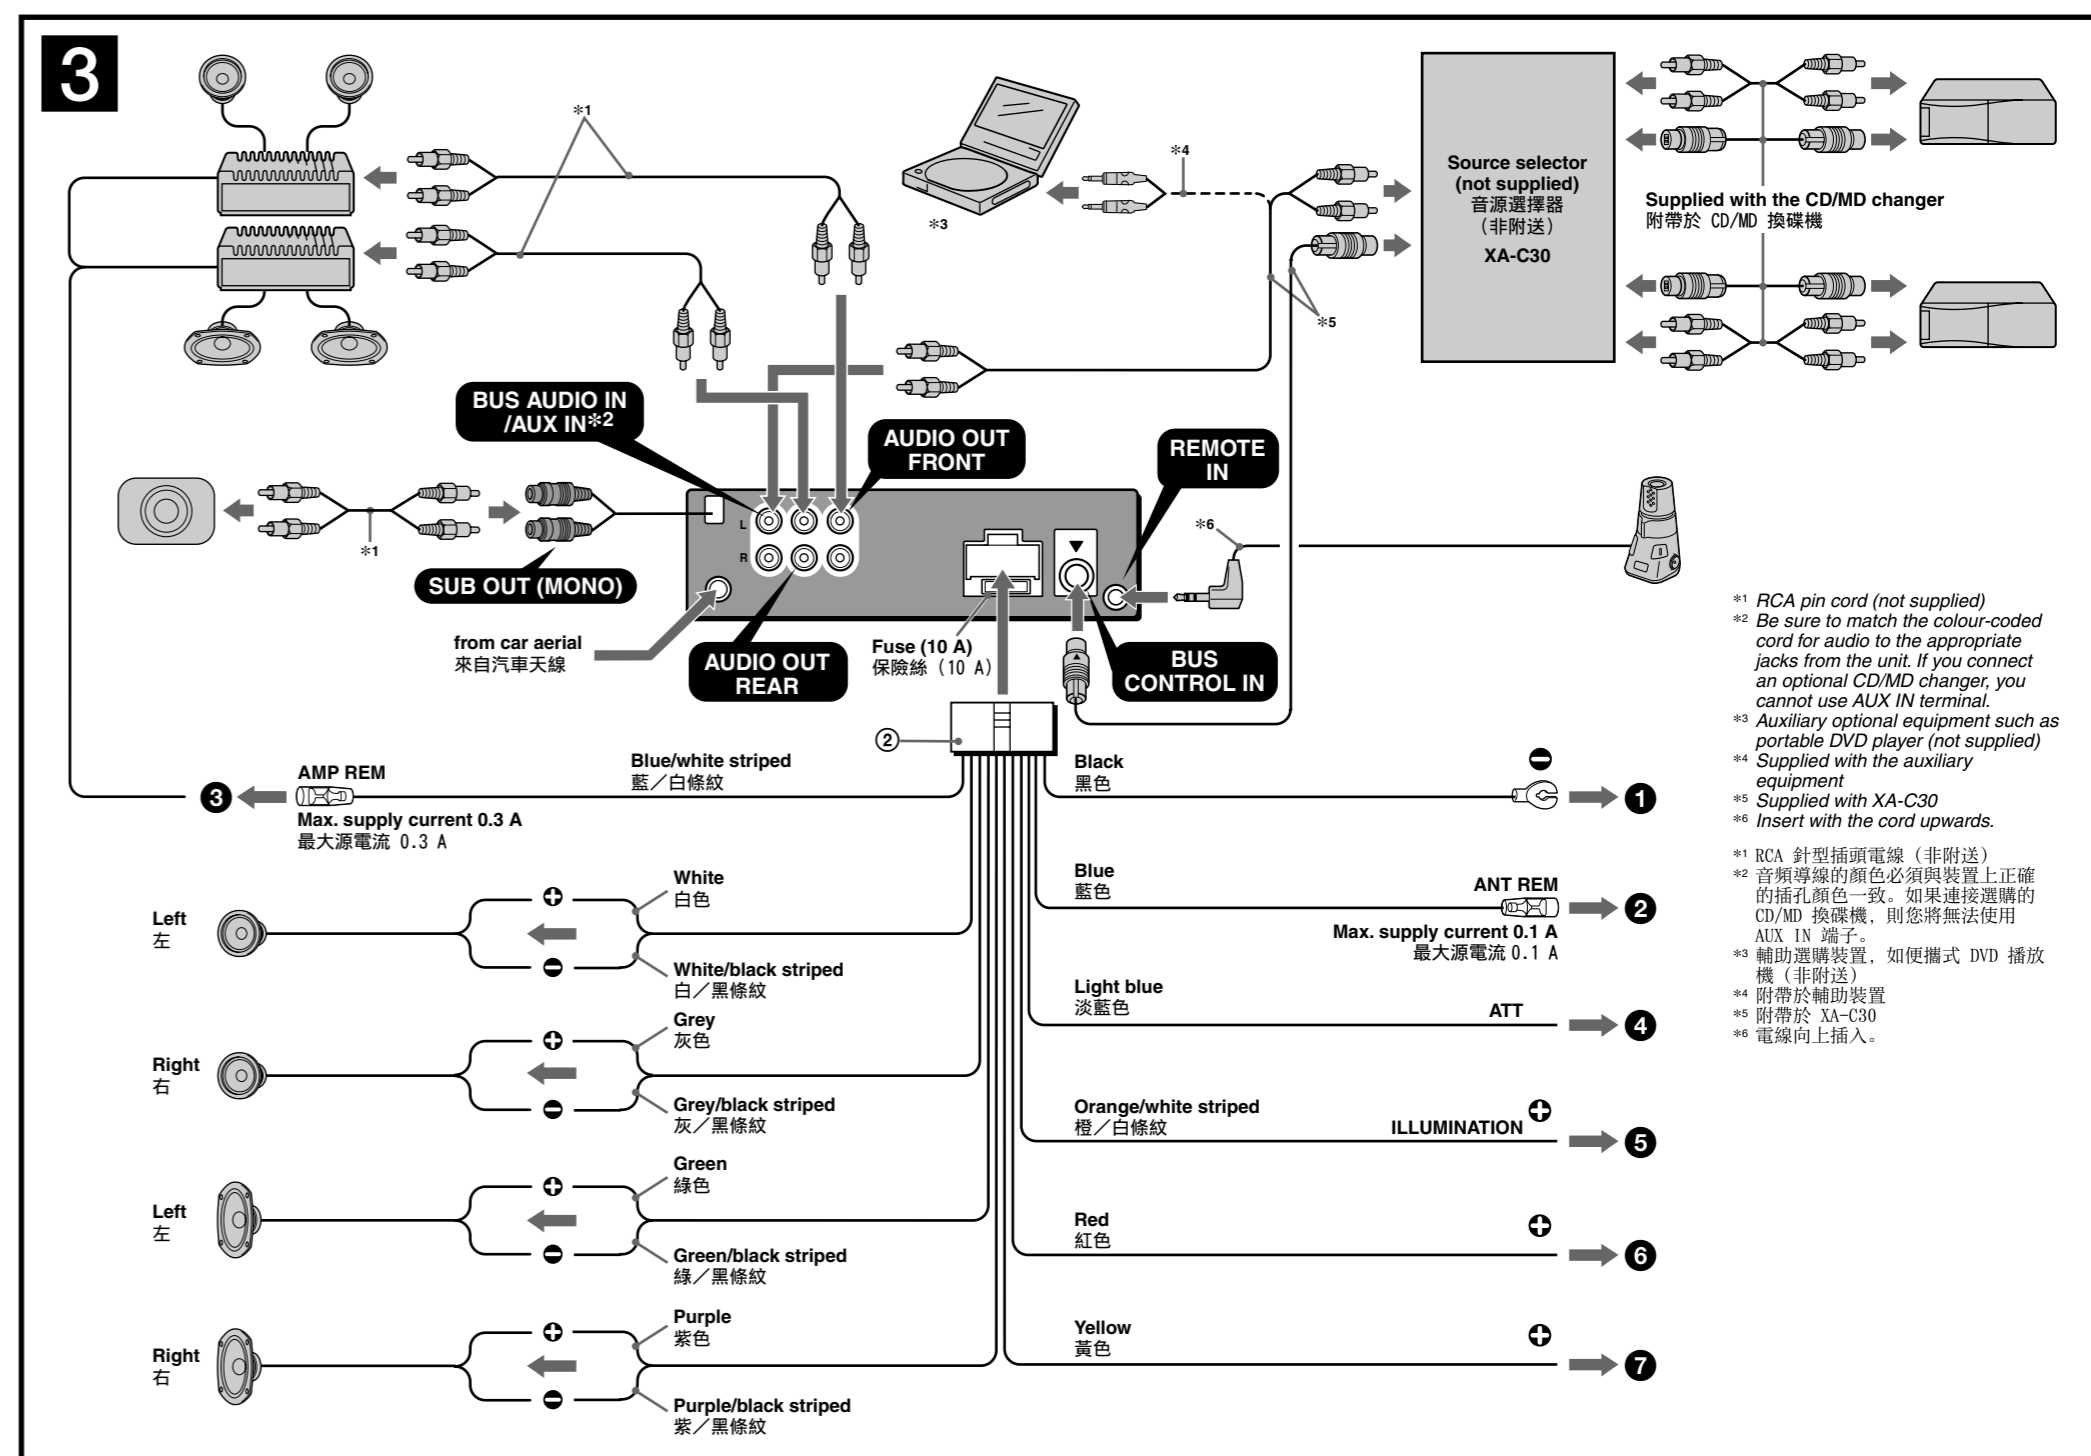 3
*1
*4
*3
*5
Source selector
(not supplied)
音源選擇器
（非附送）
XA-C30
Supplied with the CD/MD changer
附帶於 CD/MD 換碟機
BUS AUDIO IN
/AUX IN*2
AUDIO OUT
FRONT
REMOTE
IN
*1
L
R
*6
SUB OUT (MONO)
from car aerial
來自汽車天線
AUDIO OUT
REAR
Fuse (10 A)
保險絲（10 A）
BUS
CONTROL IN
②
*1 RCA pin cord (not supplied)
*2 Be sure to match the colour-coded
cord for audio to the appropriate
jacks from the unit. If you connect
an optional CD/MD changer, you
cannot use AUX IN terminal.
*3 Auxiliary optional equipment such as
portable DVD player (not supplied)
*4 Supplied with the auxiliary
equipment
*5 Supplied with XA-C30
*6 Insert with the cord upwards.
*1 RCA 針型插頭電線（非附送）
*2 音頻導線的顏色必須與裝置上正確
的插孔顏色一致。如果連接選購的
CD/MD 換碟機，則您將無法使用
AUX IN 端子。
*3 輔助選購裝置，如便攜式 DVD 播放
機（非附送）
*4 附帶於輔助裝置
*5 附帶於 XA-C30
*6 電線向上插入。
❸
AMP REM
Blue/white striped
藍／白條紋
Max. supply current 0.3 A
最大源電流 0.3 A
Left
左
White
白色
White/black striped
白／黑條紋
Right
右
Grey
灰色
Grey/black striped
灰／黑條紋
Left
左
Green
綠色
Green/black striped
綠／黑條紋
Right
右
Purple
紫色
Purple/black striped
紫／黑條紋
Black
黑色
❶
Blue
藍色
ANT REM
❷
Max. supply current 0.1 A
最大源電流 0.1 A
Light blue
淡藍色
ATT
❹
Orange/white striped
橙／白條紋
ILLUMINATION
❺
Red
紅色
❻
Yellow
黃色
❼